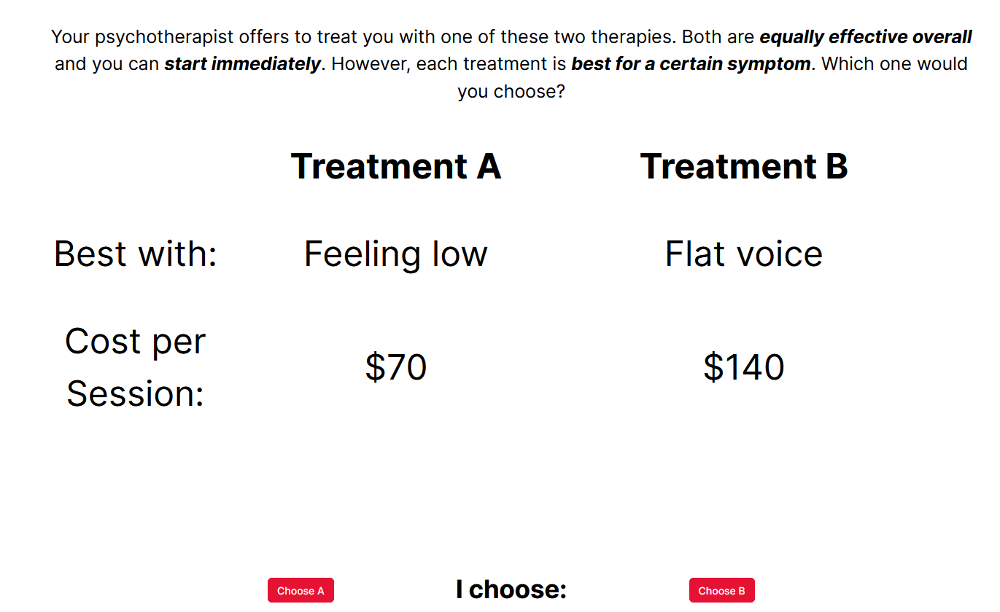 Your psychotherapist offers to treat you with one of these two therapies. Both are equally effective overall
and you can start immediately. However, each treatment is best for a certain symptom. Which one would
you choose?
Treatment A Treatment B
Best with: Feeling low Flat voice
Cost per
Session: $70 $140
Choose A I choose: Choose B